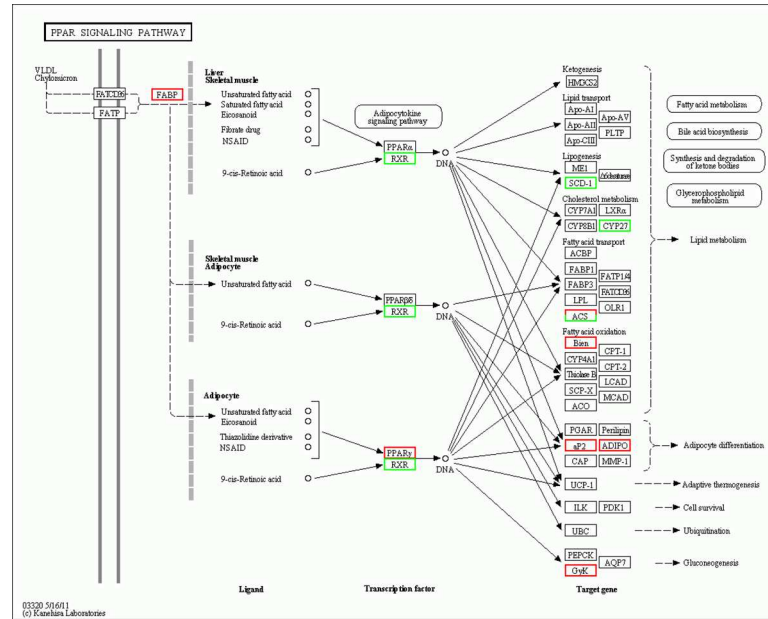 PPAR SIGNALING PATHWAY
VLDL
Chylomicron
FATCD36
FATP
FABP
Liver
Skeletal muscle
Unsaturated fatty acid
Saturated fatty acid
Eicosanoid
Fibrate drug
NSAID
9-cis-Retinoic acid
Adipocytokine
signaling pathway
PPARα
RXR
DNA
Skeletal muscle
Adipocyte
Unsaturated fatty acid
9-cis-Retinoic acid
PPARβ/δ
RXR
DNA
Adipocyte
Unsaturated fatty acid
Eicosanoid
Thiazolidine derivative
NSAID
9-cis-Retinoic acid
PPARγ
RXR
DNA
Ketogenesis
HMGCS2
Lipid transport
Apo-AI
Apo-AII
Apo-CIII
Apo-AV
PLTP
Lipogenesis
ME1
SCD-1
Cholesterol metabolism
CYP7A1
LXRα
CYP8B1
CYP27
Fatty acid transport
ACBP
FABP1
FABP3
LPL
ACS
FATP1/4
FATCD36
OLR1
Fatty acid oxidation
Bien
CYP4A1
Thiolase B
SCP-X
ACO
CPT-1
CPT-2
LCAD
MCAD
PGAR
Perilipin
aP2
ADIPO
CAP
MMP-1
UCP-1
ILK
PDK1
UBC
PEPCK
GyK
AQP7
Fatty acid metabolism
Bile acid biosynthesis
Synthesis and degradation
of ketone bodies
Glycerophospholipid
metabolism
Lipid metabolism
Adipocyte differentiation
Adaptive thermogenesis
Cell survival
Ubiquitination
Gluconeogenesis
Ligand
Transcription factor
Target gene
03320 5/16/11
(c) Kanehisa Laboratories